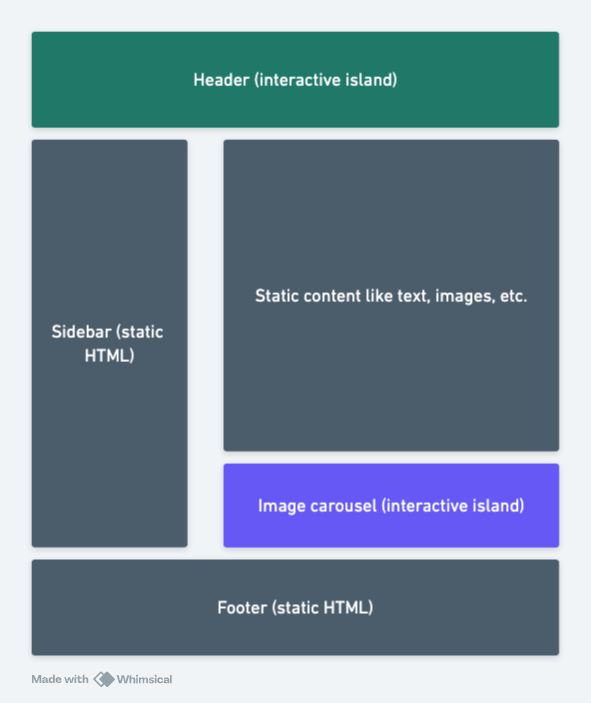 Header (interactive island)
Sidebar (static
HTML)
Static content like text, images, etc.
Image carousel (interactive island)
Footer (static HTML)
Made with Whimsical